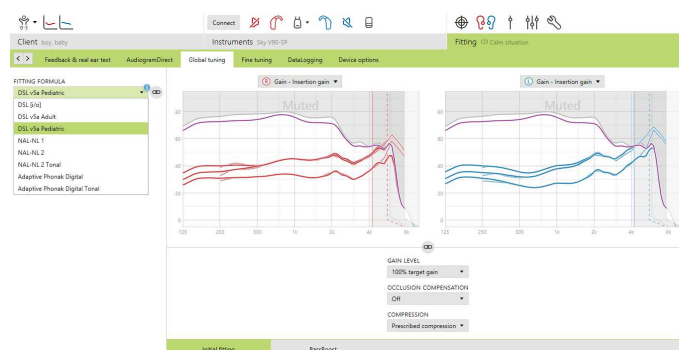 0-3
Connect
Client boy, baby
Instruments Sky V90-SP
Fitting Calm situation
< > Feedback & real ear test AudiogramDirect Global tuning Fine tuning DataLogging Device options
FITTING FORMULA
DSL v5a Pediatric
DSL [i/o]
DSL v5a Adult
DSL v5a Pediatric
NAL-NL 1
NAL-NL 2
NAL-NL 2 Tonal
Adaptive Phonak Digital
Adaptive Phonak Digital Tonal
R Gain - Insertion gain
Muted
80
60
40
20
0
125 250 500 1k 2k 4k 8k
L Gain - Insertion gain
Muted
80
60
40
20
0
125 250 500 1k 2k 4k 8k
GAIN LEVEL
100% target gain
OCCLUSION COMPENSATION
Off
COMPRESSION
Prescribed compression
Initial fitting